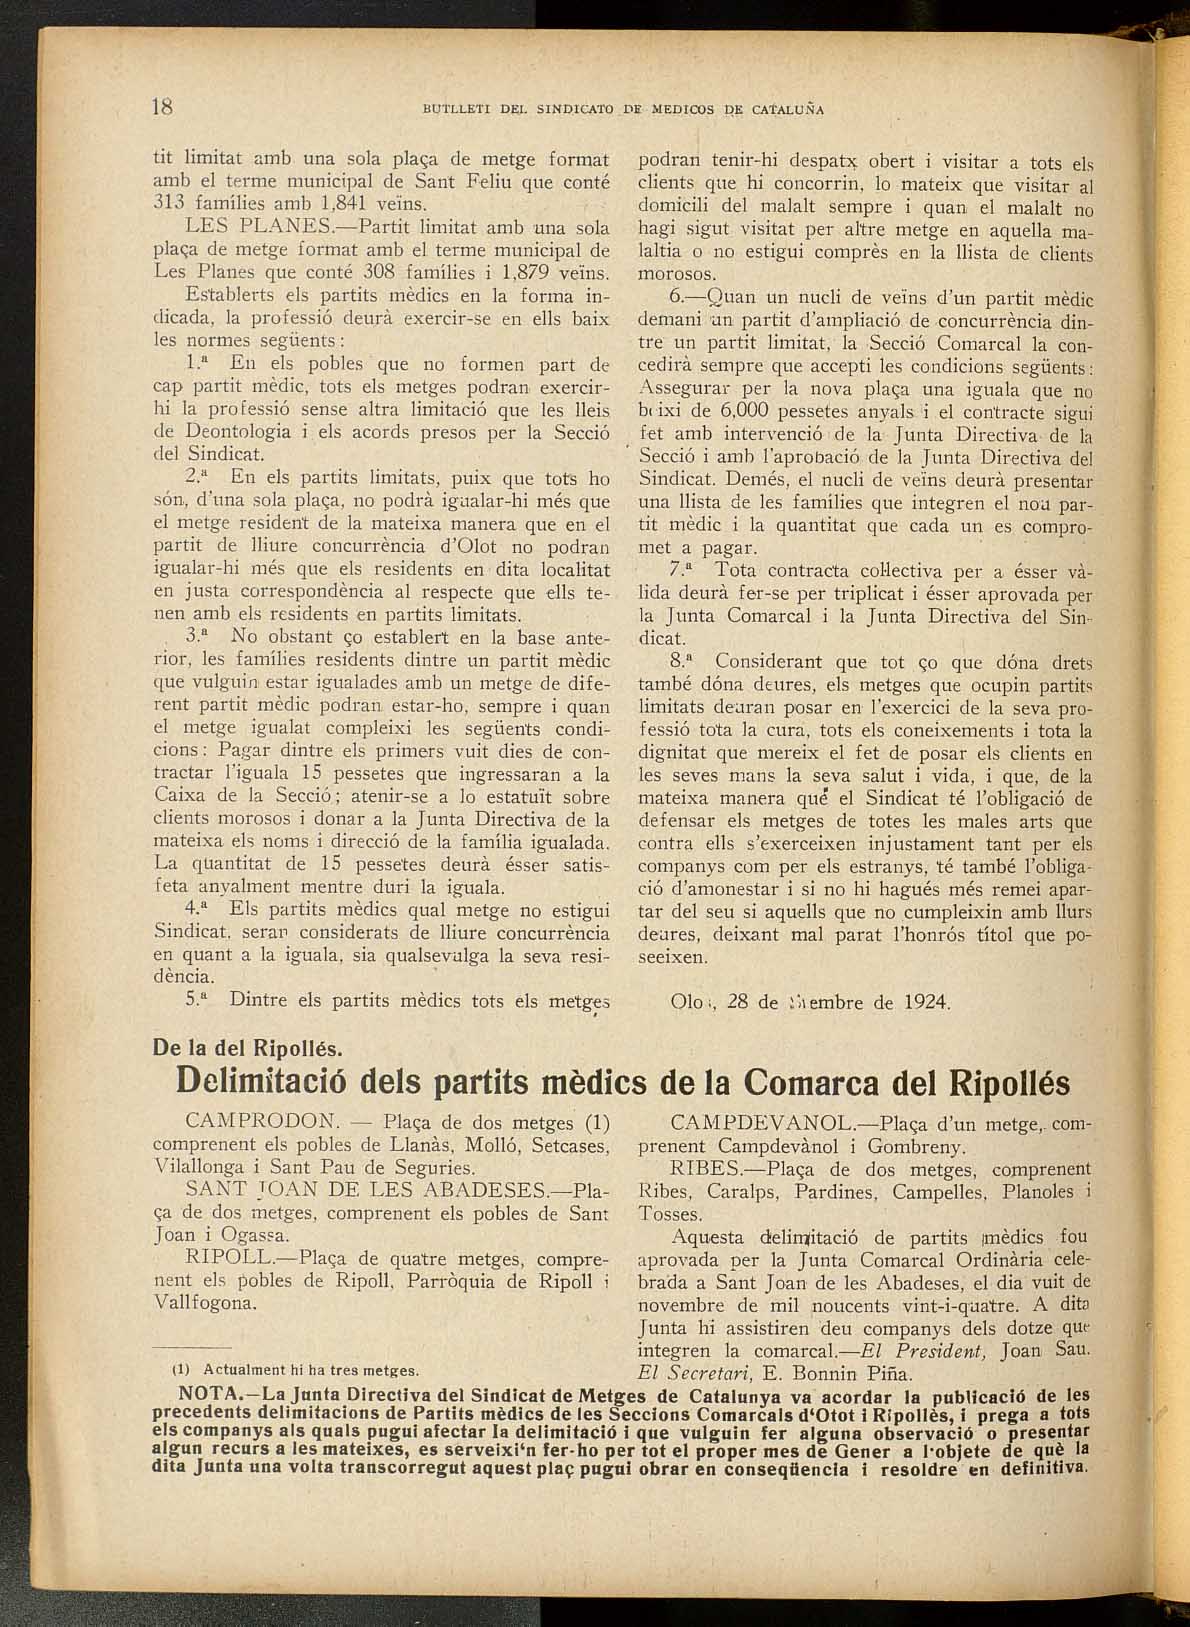 18
BUTLLETI DEL SINDICATO DE MEDICOS DE CATALUÑA
tit limitat amb una sola plaça de metge format
amb el terme municipal de Sant Feliu que conté
313 famílies amb 1,841 veïns.
LES PLANES.—Partit limitat amb una sola
plaça de metge format amb el terme municipal de
Les Planes que conté 308 famílies i 1,879 veïns.
Establerts els partits mèdics en la forma in-
dicada, la professió deurà exercir-se en ells baix
les normes següents :
1.ª En els pobles que no formen part de
cap partit mèdic, tots els metges podran exercir-
hi la professió sense altra limitació que les lleis
de Deontologia i els acords presos per la Secció
del Sindicat.
2.ª En els partits limitats, puix que tots ho
són, d'una sola plaça, no podrà igualar-hi més que
el metge resident de la mateixa manera que en el
partit de lliure concurrència d'Olot no podran
igualar-hi més que els residents en dita localitat
en justa correspondència al respecte que ells te-
nen amb els residents en partits limitats.
3.ª No obstant ço establert en la base ante-
rior, les famílies residents dintre un partit mèdic
que vulguin estar igualades amb un metge de dife-
rent partit mèdic podran estar-ho, sempre i quan
el metge igualat compleixi les següents condi-
cions : Pagar dintre els primers vuit dies de con-
tractar l'iguala 15 pessetes que ingressaran a la
Caixa de la Secció ; atenir-se a lo estatuït sobre
clients morosos i donar a la Junta Directiva de la
mateixa els noms i direcció de la família igualada.
La quantitat de 15 pessetes deurà ésser satis-
feta anyalment mentre duri la iguala.
4.ª Els partits mèdics qual metge no estigui
Sindicat, seran considerats de lliure concurrència
en quant a la iguala, sia qualsevulga la seva resi-
dència.
5.ª Dintre els partits mèdics tots els metges
podran tenir-hi despatx obert i visitar a tots els
clients que hi concorrin, lo mateix que visitar al
domicili del malalt sempre i quan el malalt no
hagi sigut visitat per altre metge en aquella ma-
laltia o no estigui comprès en la llista de clients
morosos.
6.—Quan un nucli de veïns d'un partit mèdic
demani un partit d'ampliació de concurrència din-
tre un partit limitat, la Secció Comarcal la con-
cedirà sempre que accepti les condicions següents :
Assegurar per la nova plaça una iguala que no
baixi de 6,000 pessetes anyals i el contracte sigui
fet amb intervenció de la Junta Directiva de la
Secció i amb l'aprobació de la Junta Directiva del
Sindicat. Demés, el nucli de veïns deurà presentar
una llista de les famílies que integren el nou par-
tit mèdic i la quantitat que cada un es compro-
met a pagar.
7.ª Tota contracta col·lectiva per a ésser và-
lida deurà fer-se per triplicat i ésser aprovada per
la Junta Comarcal i la Junta Directiva del Sin-
dicat.
8.ª Considerant que tot ço que dóna drets
també dóna deures, els metges que ocupin partits
limitats deuran posar en l'exercici de la seva pro-
fessió tota la cura, tots els coneixements i tota la
dignitat que mereix el fet de posar els clients en
les seves mans la seva salut i vida, i que, de la
mateixa manera que el Sindicat té l'obligació de
defensar els metges de totes les males arts que
contra ells s'exerceixen injustament tant per els
companys com per els estranys, té també l'obliga-
ció d'amonestar i si no hi hagués més remei apar-
tar del seu si aquells que no cumpleixin amb llurs
deures, deixant mal parat l'honrós títol que po-
seeixen.
Olot, 28 de de 1924.
De la del Ripollés.
Delimitació dels partits mèdics de la Comarca del Ripollés
CAMPRODON. — Plaça de dos metges (1)
comprenent els pobles de Llanàs, Molló, Setcases,
Vilallonga i Sant Pau de Seguries.
SANT JOAN DE LES ABADESES.—Pla-
ça de dos metges, comprenent els pobles de Sant
Joan i Ogassa.
RIPOLL.—Plaça de quatre metges, compre-
nent els pobles de Ripoll, Parròquia de Ripoll i
Vallfogona.
(1) Actualment hi ha tres metges.
CAMPDEVANOL.—Plaça d'un metge, com-
prenent Campdevànol i Gombreny.
RIBES.—Plaça de dos metges, comprenent
Ribes, Caralps, Pardines, Campelles, Planoles i
Tosses.
Aquesta delimitació de partits mèdics fou
aprovada per la Junta Comarcal Ordinària cele-
brada a Sant Joan de les Abadeses, el dia vuit de
novembre de mil noucents vint-i-quatre. A dita
Junta hi assistiren deu companys dels dotze que
integren la comarcal.—El President, Joan Sau.
El Secretari, E. Bonnin Piña.
NOTA.—La Junta Directiva del Sindicat de Metges de Catalunya va acordar la publicació de les
precedents delimitacions de Partits mèdics de les Seccions Comarcals d'Otot i Ripollès, i prega a tots
els companys als quals pugui afectar la delimitació i que vulguin fer alguna observació o presentar
algun recurs a les mateixes, es serveixi'n fer-ho per tot el proper mes de Gener a l'objete de què la
dita Junta una volta transcorregut aquest plaç pugui obrar en conseqüencia i resoldre en definitiva.